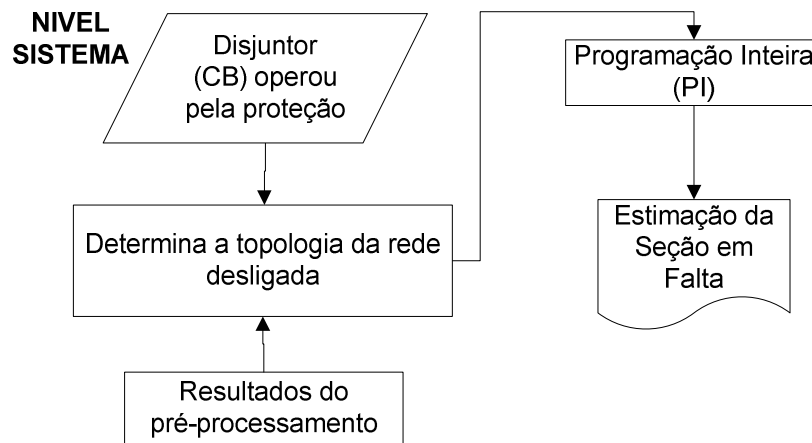 NIVEL
SISTEMA
Disjuntor
(CB) operou
pela proteção
Determina a topologia da rede
desligada
Resultados do
pré-processamento
Programação Inteira
(PI)
Estimação da
Seção em
Falta